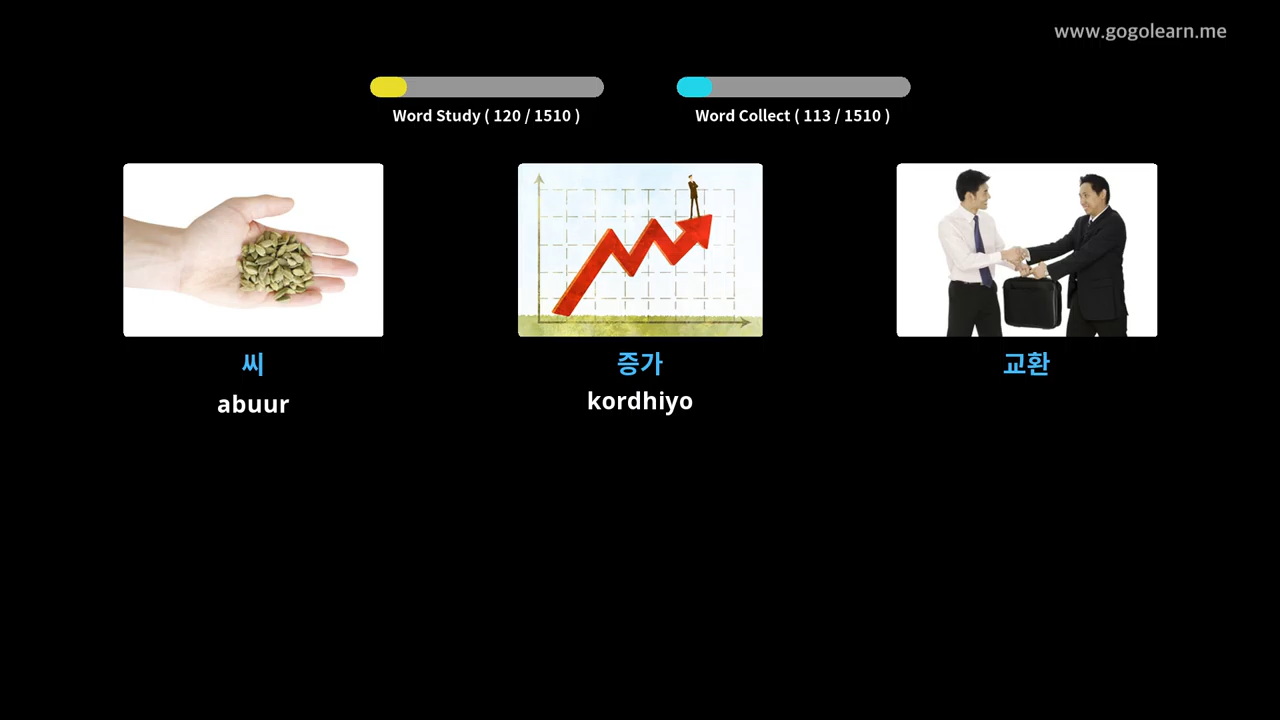 www.gogolearn.me
Word Study ( 120 / 1510 )
Word Collect ( 113 / 1510 )
씨
증가
교환
abuur
kordhiyo